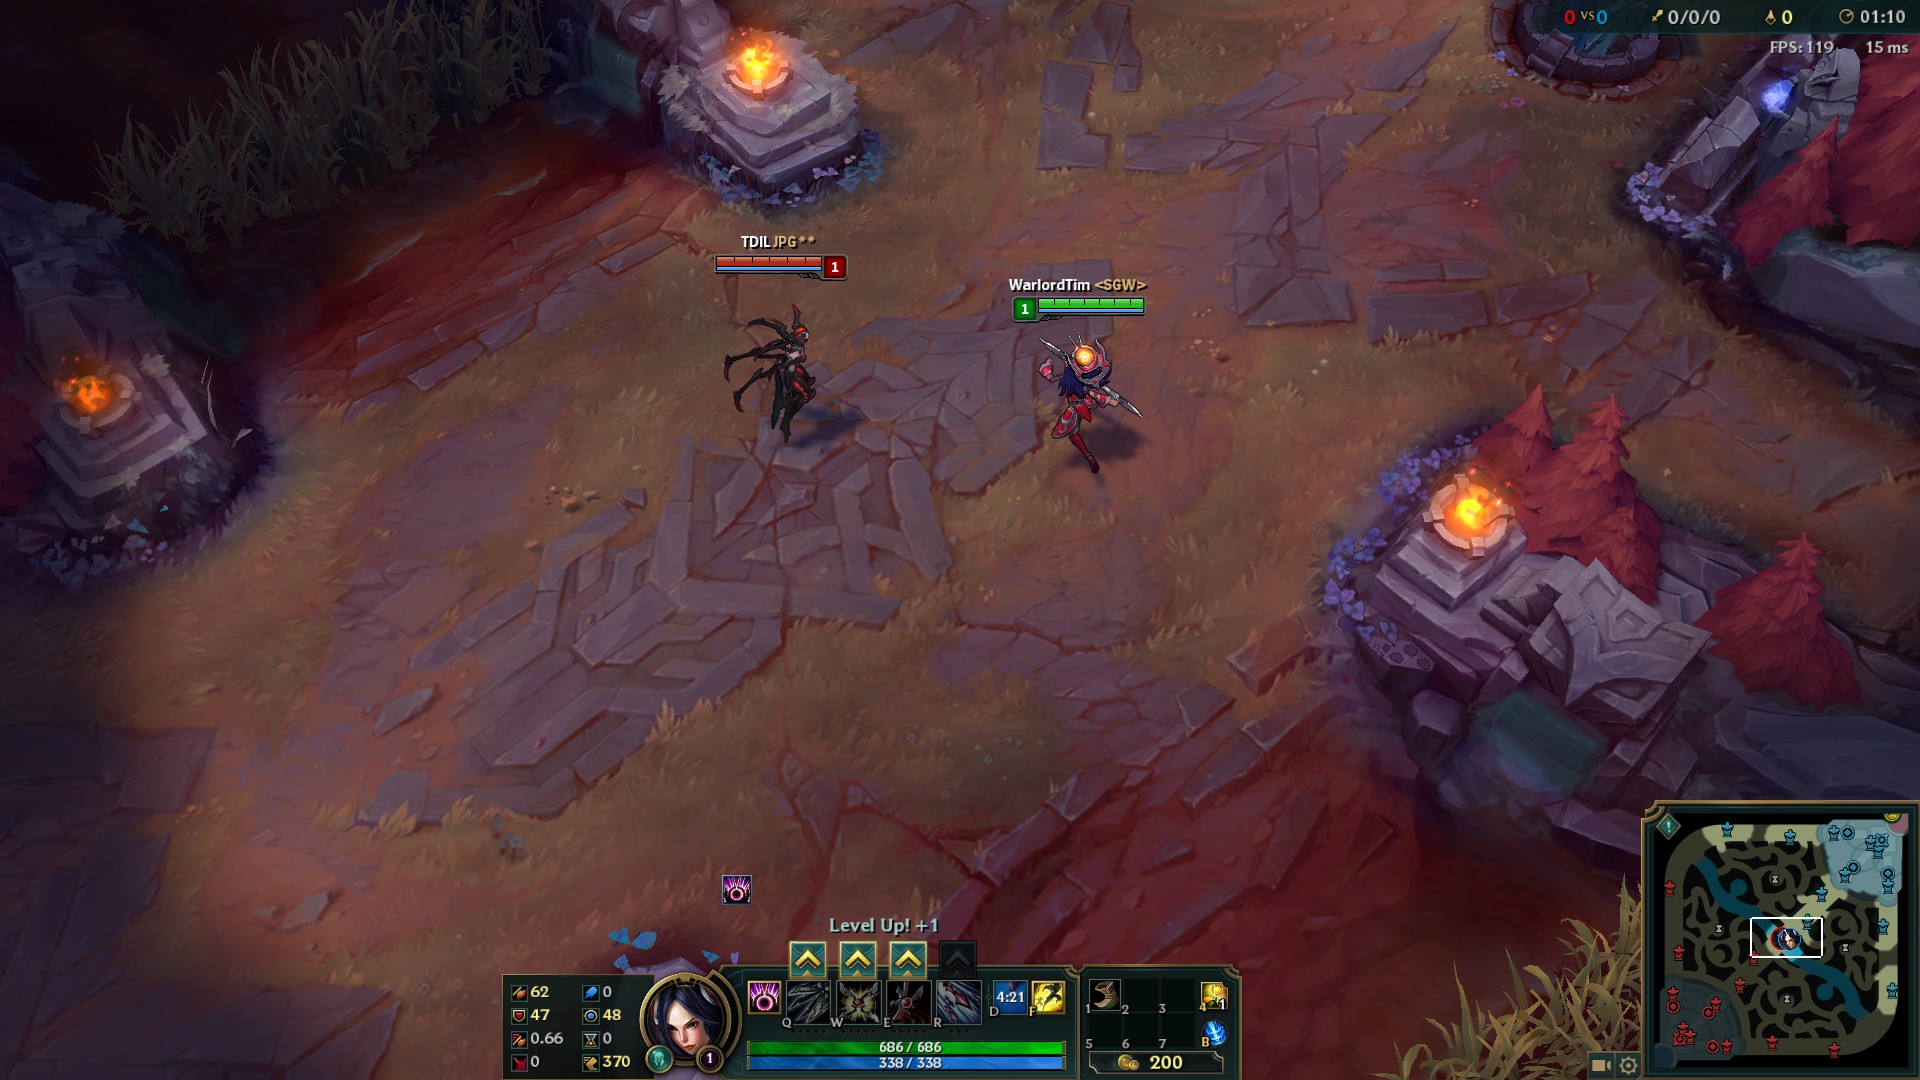 0 VS 0 0/0/0 0 01:10
FPS: 119 15 ms
TDIL JPG**
1
WarlordTim <SGW>
1
Level Up! +1
62 0
47 48
0.66 0
0 370
1
Q W E R
4:21
D F
686 / 686
338 / 338
1 2 3 4 1
5 6 7 B
200